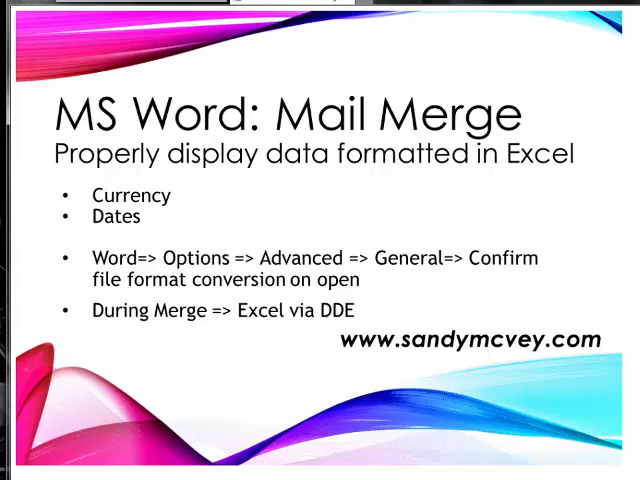 MS Word: Mail Merge
Properly display data formatted in Excel
• Currency
• Dates
• Word=> Options => Advanced => General=> Confirm
file format conversion on open
• During Merge => Excel via DDE
www.sandymcvey.com